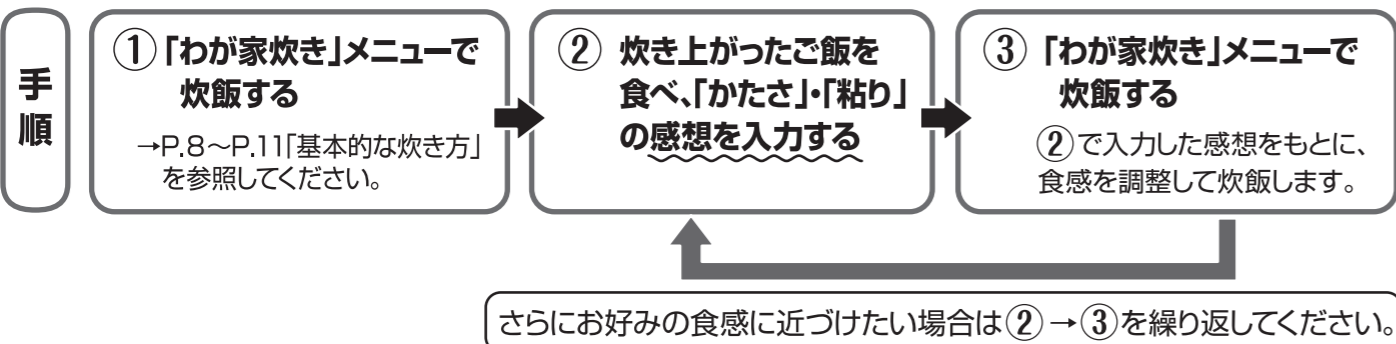 手順
①「わが家炊き」メニューで
炊飯する
→P.8~P.11「基本的な炊き方」
を参照してください。
② 炊き上がったご飯を
食べ、「かたさ」・「粘り」
の感想を入力する
③「わが家炊き」メニューで
炊飯する
②で入力した感想をもとに、
食感を調整して炊飯します。
さらにお好みの食感に近づけたい場合は②→③を繰り返してください。